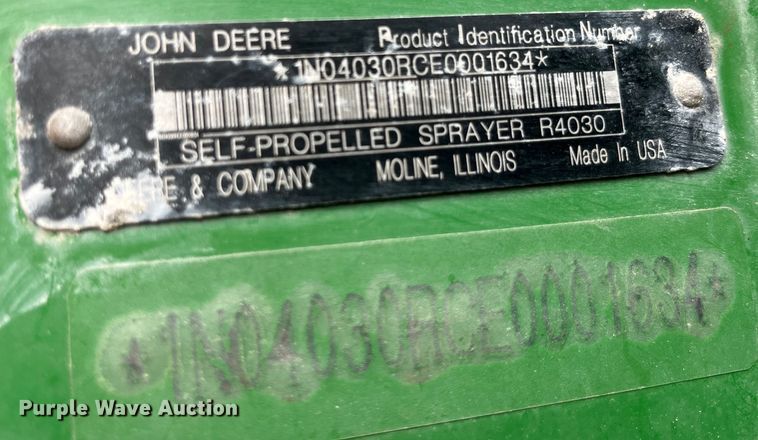 JOHN DEERE Product Identification Number
*1N04030RCE0001634*
SELF-PROPELLED SPRAYER R4030
DEERE & COMPANY MOLINE, ILLINOIS Made In USA
*1N04030RCE0001634*
Purple Wave Auction